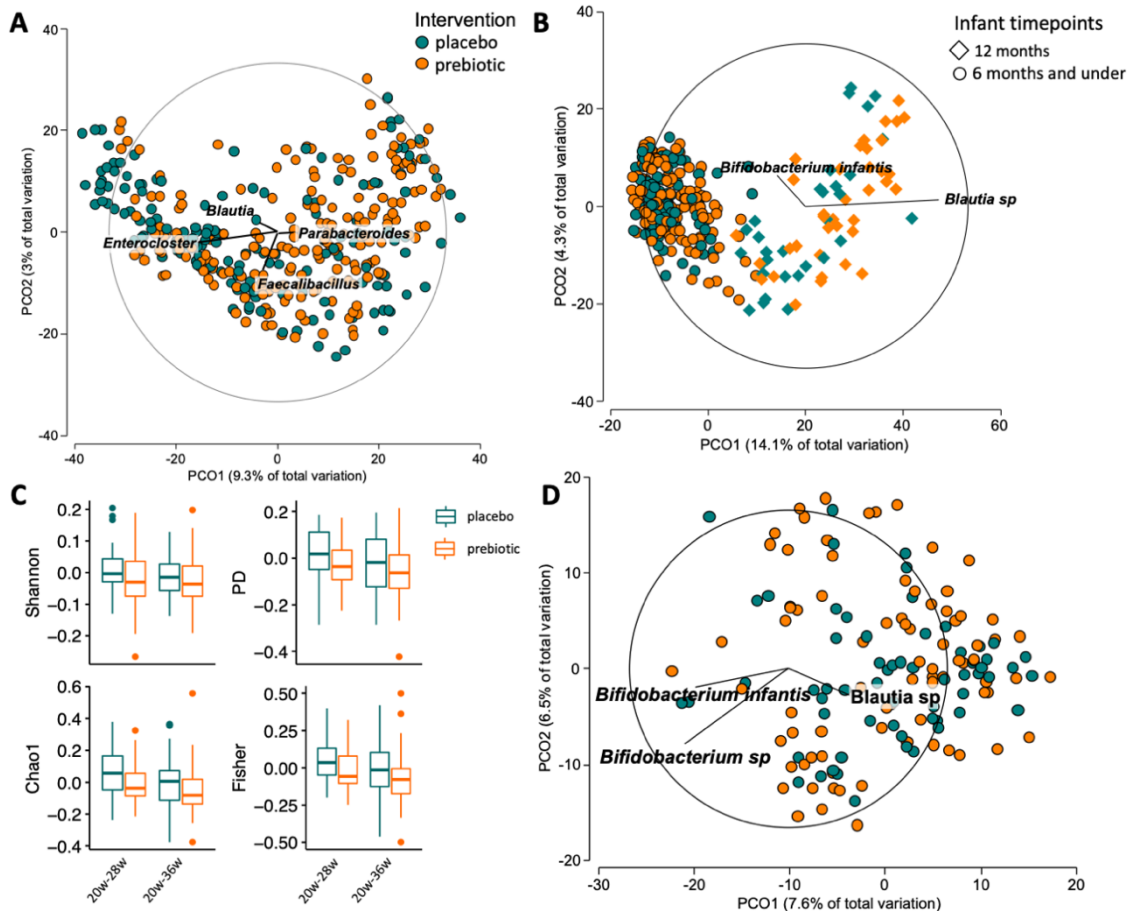 A
Intervention
placebo
prebiotic
PCO2 (3% of total variation)
40
20
0
-20
-40
Blautia
Enterocloster
Parabacteroides
Faecalibacillus
-40
-20
0
20
40
PCO1 (9.3% of total variation)
B
Infant timepoints
12 months
6 months and under
PCO2 (4.3% of total variation)
40
20
0
-20
-40
Bifidobacterium infantis
Blautia sp
-20
0
20
40
60
PCO1 (14.1% of total variation)
C
placebo
prebiotic
Shannon
0.2
0.1
0.0
−0.1
−0.2
PD
0.2
0.0
−0.2
−0.4
Chao1
0.6
0.4
0.2
0.0
−0.2
−0.4
Fisher
0.50
0.25
0.00
−0.25
−0.50
20w-28w
20w-36w
20w-28w
20w-36w
D
PCO2 (6.5% of total variation)
20
10
0
-10
-20
Bifidobacterium infantis
Blautia sp
Bifidobacterium sp
-30
-20
-10
0
10
20
PCO1 (7.6% of total variation)